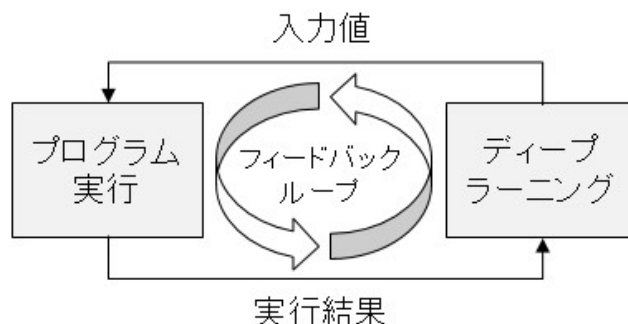 入力値
プログラム
実行
フィードバック
ループ
ディープ
ラーニング
実行結果